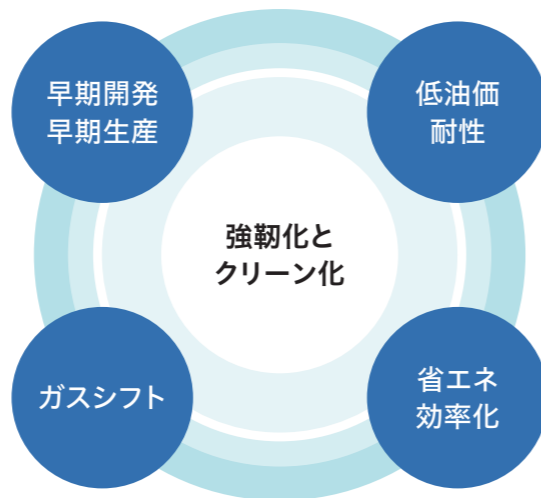 早期開発
早期生産
低油価
耐性
強靭化と
クリーン化
ガスシフト
省エネ
効率化